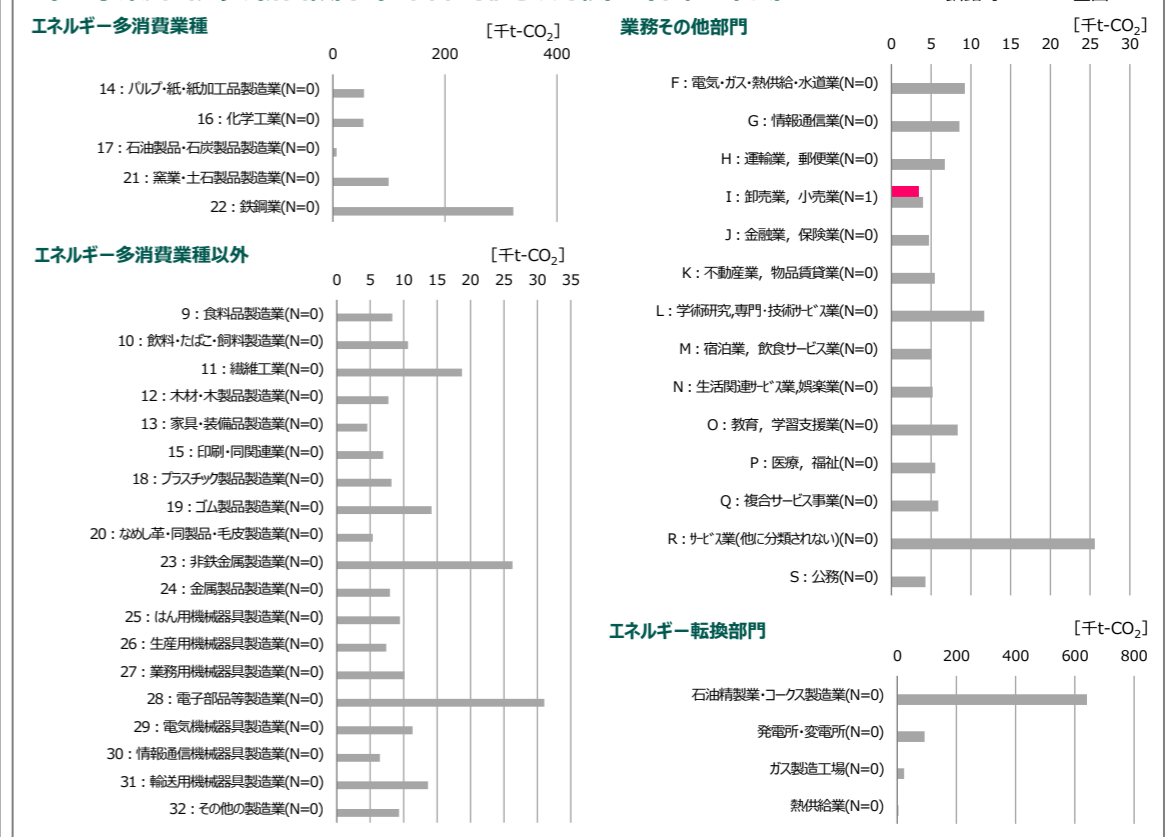 エネルギー多消費業種
[千t-CO2]
0 200 400
14：パルプ・紙・紙加工品製造業(N=0)
16：化学工業(N=0)
17：石油製品・石炭製品製造業(N=0)
21：窯業・土石製品製造業(N=0)
22：鉄鋼業(N=0)
エネルギー多消費業種以外
[千t-CO2]
0 5 10 15 20 25 30 35
9：食料品製造業(N=0)
10：飲料・たばこ・飼料製造業(N=0)
11：繊維工業(N=0)
12：木材・木製品製造業(N=0)
13：家具・装備品製造業(N=0)
15：印刷・同関連業(N=0)
18：プラスチック製品製造業(N=0)
19：ゴム製品製造業(N=0)
20：なめし革・同製品・毛皮製造業(N=0)
23：非鉄金属製造業(N=0)
24：金属製品製造業(N=0)
25：はん用機械器具製造業(N=0)
26：生産用機械器具製造業(N=0)
27：業務用機械器具製造業(N=0)
28：電子部品等製造業(N=0)
29：電気機械器具製造業(N=0)
30：情報通信機械器具製造業(N=0)
31：輸送用機械器具製造業(N=0)
32：その他の製造業(N=0)
業務その他部門
[千t-CO2]
0 5 10 15 20 25 30
F：電気・ガス・熱供給・水道業(N=0)
G：情報通信業(N=0)
H：運輸業，郵便業(N=0)
I：卸売業，小売業(N=1)
J：金融業，保険業(N=0)
K：不動産業，物品賃貸業(N=0)
L：学術研究,専門・技術ｻｰﾋﾞｽ業(N=0)
M：宿泊業，飲食サービス業(N=0)
N：生活関連ｻｰﾋﾞｽ業,娯楽業(N=0)
O：教育，学習支援業(N=0)
P：医療，福祉(N=0)
Q：複合サービス事業(N=0)
R：ｻｰﾋﾞｽ業(他に分類されない)(N=0)
S：公務(N=0)
エネルギー転換部門
[千t-CO2]
0 200 400 600 800
石油精製業・コークス製造業(N=0)
発電所・変電所(N=0)
ガス製造工場(N=0)
熱供給業(N=0)